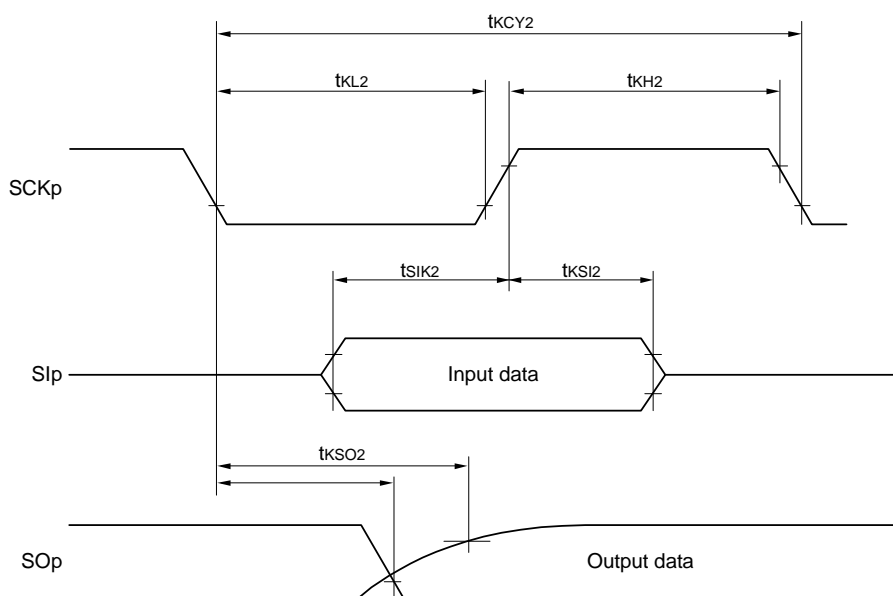 tKCY2
tKL2
tKH2
SCKp
tSIK2
tKSI2
SIp
Input data
tKSO2
SOp
Output data